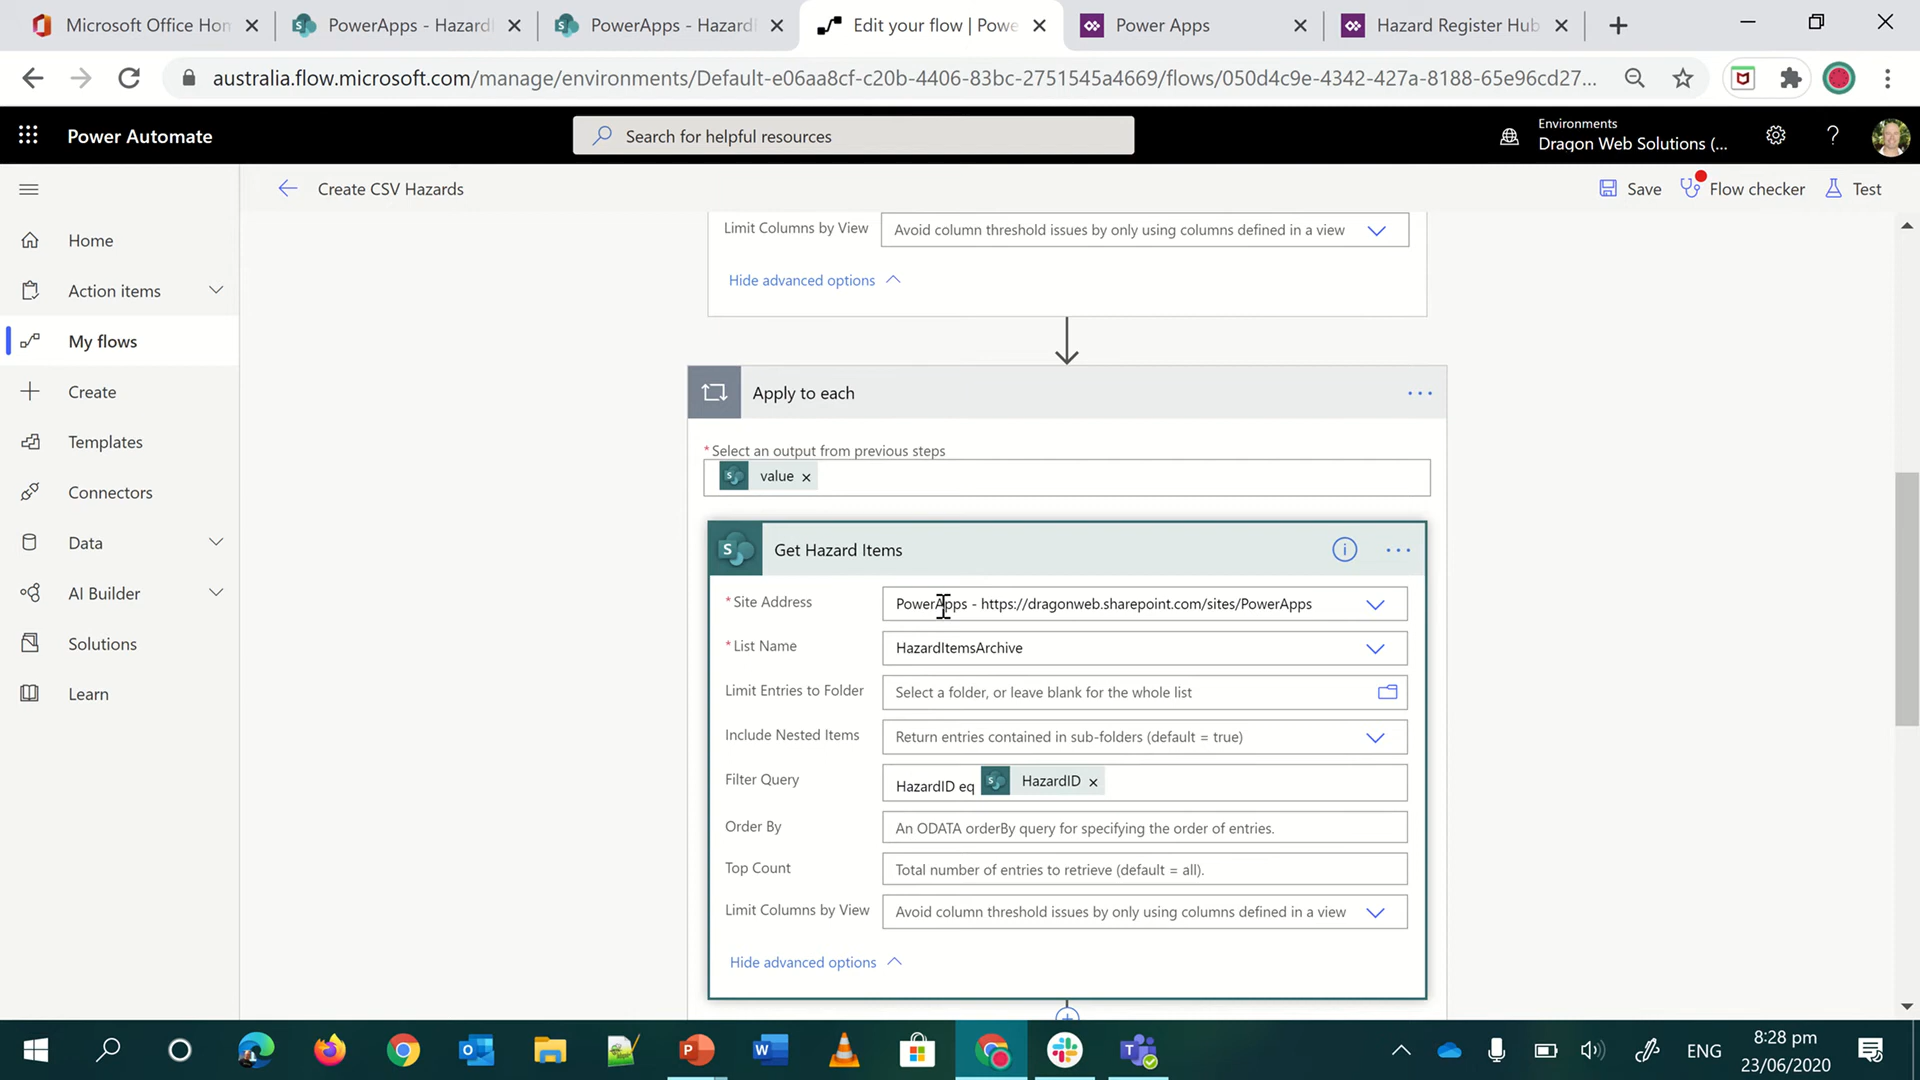 Microsoft Office Hon
PowerApps - Hazardl
PowerApps - Hazardl
Edit your flow | Powe
Power Apps
Hazard Register Hub
australia.flow.microsoft.com/manage/environments/Default-e06aa8cf-c20b-4406-83bc-2751545a4669/flows/050d4c9e-4342-427a-8188-65e96cd27...
Power Automate
Search for helpful resources
Environments
Dragon Web Solutions (...
Create CSV Hazards
Save
Flow checker
Test
Home
Action items
My flows
Create
Templates
Connectors
Data
AI Builder
Solutions
Learn
Limit Columns by View
Avoid column threshold issues by only using columns defined in a view
Hide advanced options
Apply to each
* Select an output from previous steps
value
Get Hazard Items
* Site Address
PowerApps - https://dragonweb.sharepoint.com/sites/PowerApps
* List Name
HazardItemsArchive
Limit Entries to Folder
Select a folder, or leave blank for the whole list
Include Nested Items
Return entries contained in sub-folders (default = true)
Filter Query
HazardID eq HazardID
Order By
An ODATA orderBy query for specifying the order of entries.
Top Count
Total number of entries to retrieve (default = all).
Limit Columns by View
Avoid column threshold issues by only using columns defined in a view
Hide advanced options
ENG
8:28 pm
23/06/2020